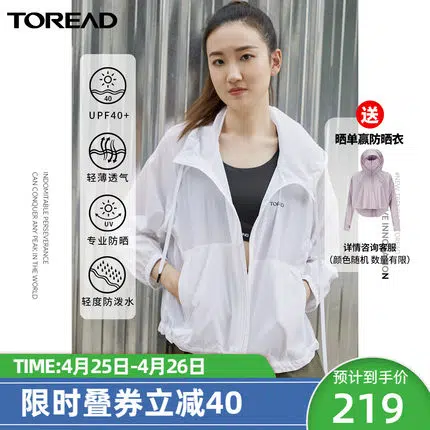 TOREAD
40
UPF40+
轻薄透气
UV
专业防晒
轻度防泼水
INDOMITABLE PERSEVERANCE
CAN CONQUER ANY PEAK IN THE WORLD
送
晒单赢防晒衣
详情咨询客服
(颜色随机 数量有限)
TIME:4月25日-4月26日
限时叠券立减40
预计到手价
219